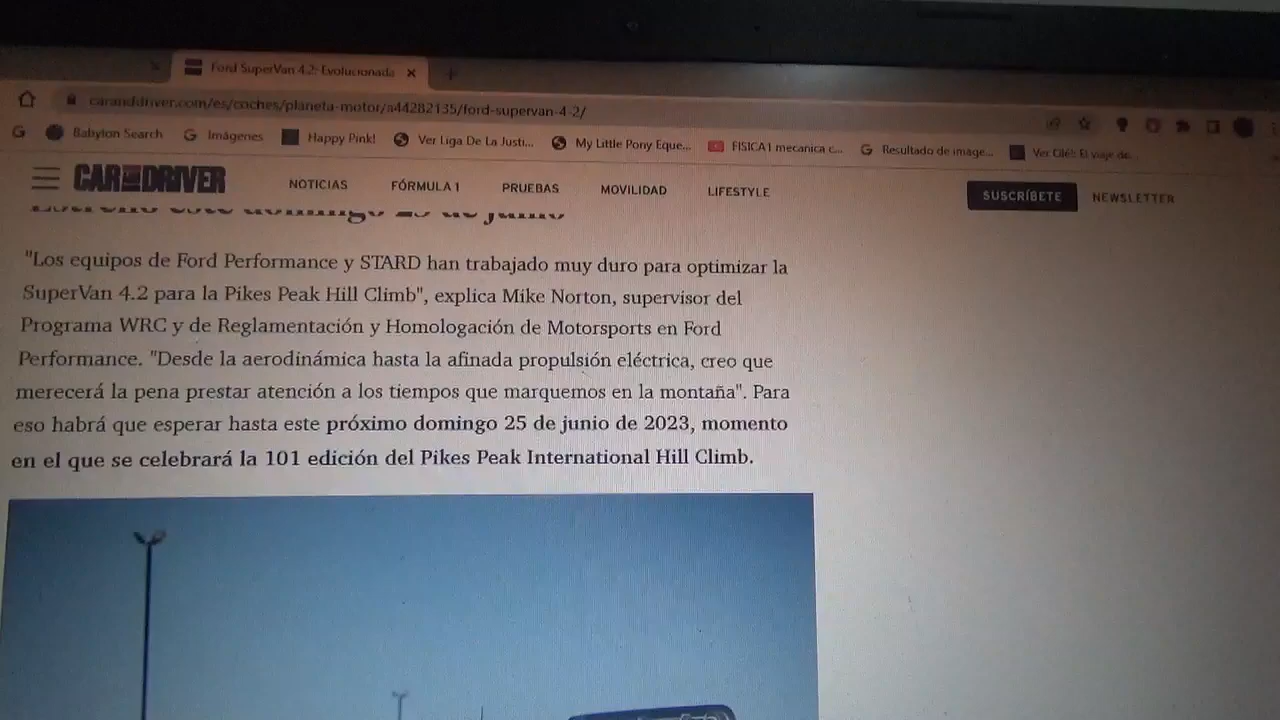 Ford SuperVan 4.2: Evolucionada
caranddriver.com/es/coches/planeta-motor/a44282135/ford-supervan-4-2/
Babylon Search
Imágenes
Happy Pink!
Ver Liga De La Justi...
My Little Pony Eque...
FISICA1 mecanica c...
Resultado de image...
CAR AND DRIVER
NOTICIAS
FÓRMULA 1
PRUEBAS
MOVILIDAD
LIFESTYLE
SUSCRÍBETE
NEWSLETTER
"Los equipos de Ford Performance y STARD han trabajado muy duro para optimizar la
SuperVan 4.2 para la Pikes Peak Hill Climb", explica Mike Norton, supervisor del
Programa WRC y de Reglamentación y Homologación de Motorsports en Ford
Performance. "Desde la aerodinámica hasta la afinada propulsión eléctrica, creo que
merecerá la pena prestar atención a los tiempos que marquemos en la montaña". Para
eso habrá que esperar hasta este próximo domingo 25 de junio de 2023, momento
en el que se celebrará la 101 edición del Pikes Peak International Hill Climb.